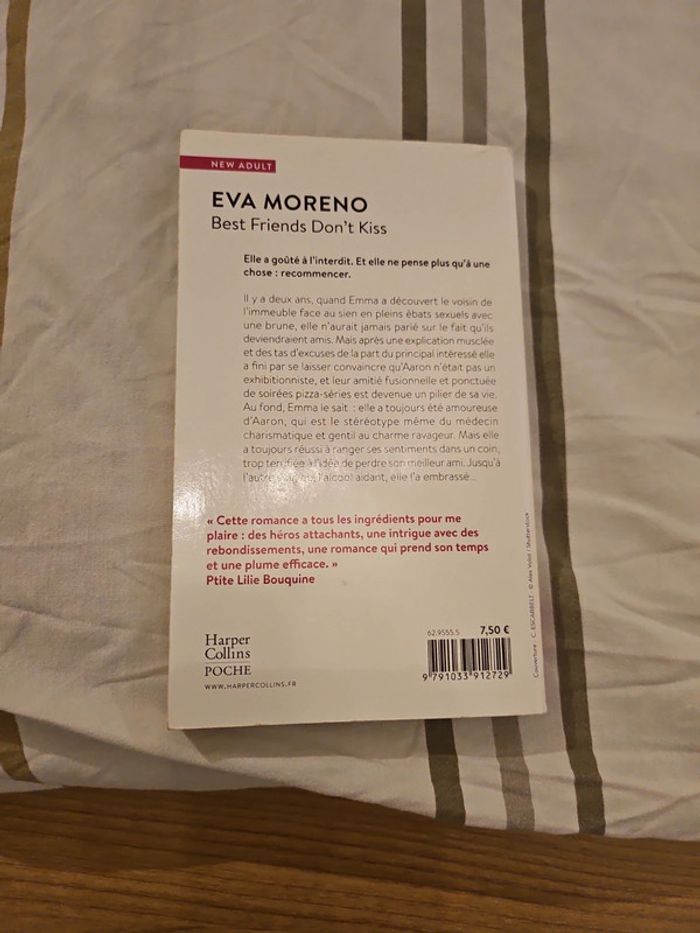 NEW ADULT
EVA MORENO
Best Friends Don't Kiss
Elle a goûté à l'interdit. Et elle ne pense plus qu'à une
chose : recommencer.
Il y a deux ans, quand Emma a découvert le voisin de
l'immeuble face au sien en pleins ébats sexuels avec
une brune, elle n'aurait jamais parié sur le fait qu'ils
deviendraient amis. Mais après une explication musclée
et des tas d'excuses de la part du principal intéressé elle
a fini par se laisser convaincre qu'Aaron n'était pas un
exhibitionniste, et leur amitié fusionnelle et ponctuée
de soirées pizza-séries est devenue un pilier de sa vie.
Au fond, Emma le sait : elle a toujours été amoureuse
d'Aaron, qui est le stéréotype même du médecin
charismatique et gentil au charme ravageur. Mais elle
a toujours réussi à ranger ses sentiments dans un coin,
trop terrifiée à l'idée de perdre son meilleur ami. Jusqu'à
l'autre l'alcool aidant, elle l'a embrassé...
« Cette romance a tous les ingrédients pour me
plaire : des héros attachants, une intrigue avec des
rebondissements, une romance qui prend son temps
et une plume efficace. »
Ptite Lilie Bouquine
Harper
Collins
POCHE
WWW.HARPERCOLLINS.FR
62.9555.5 7,50 €
9 791033 912729
Couverture : C. ESCARBELT © Alex Volot / Shutterstock